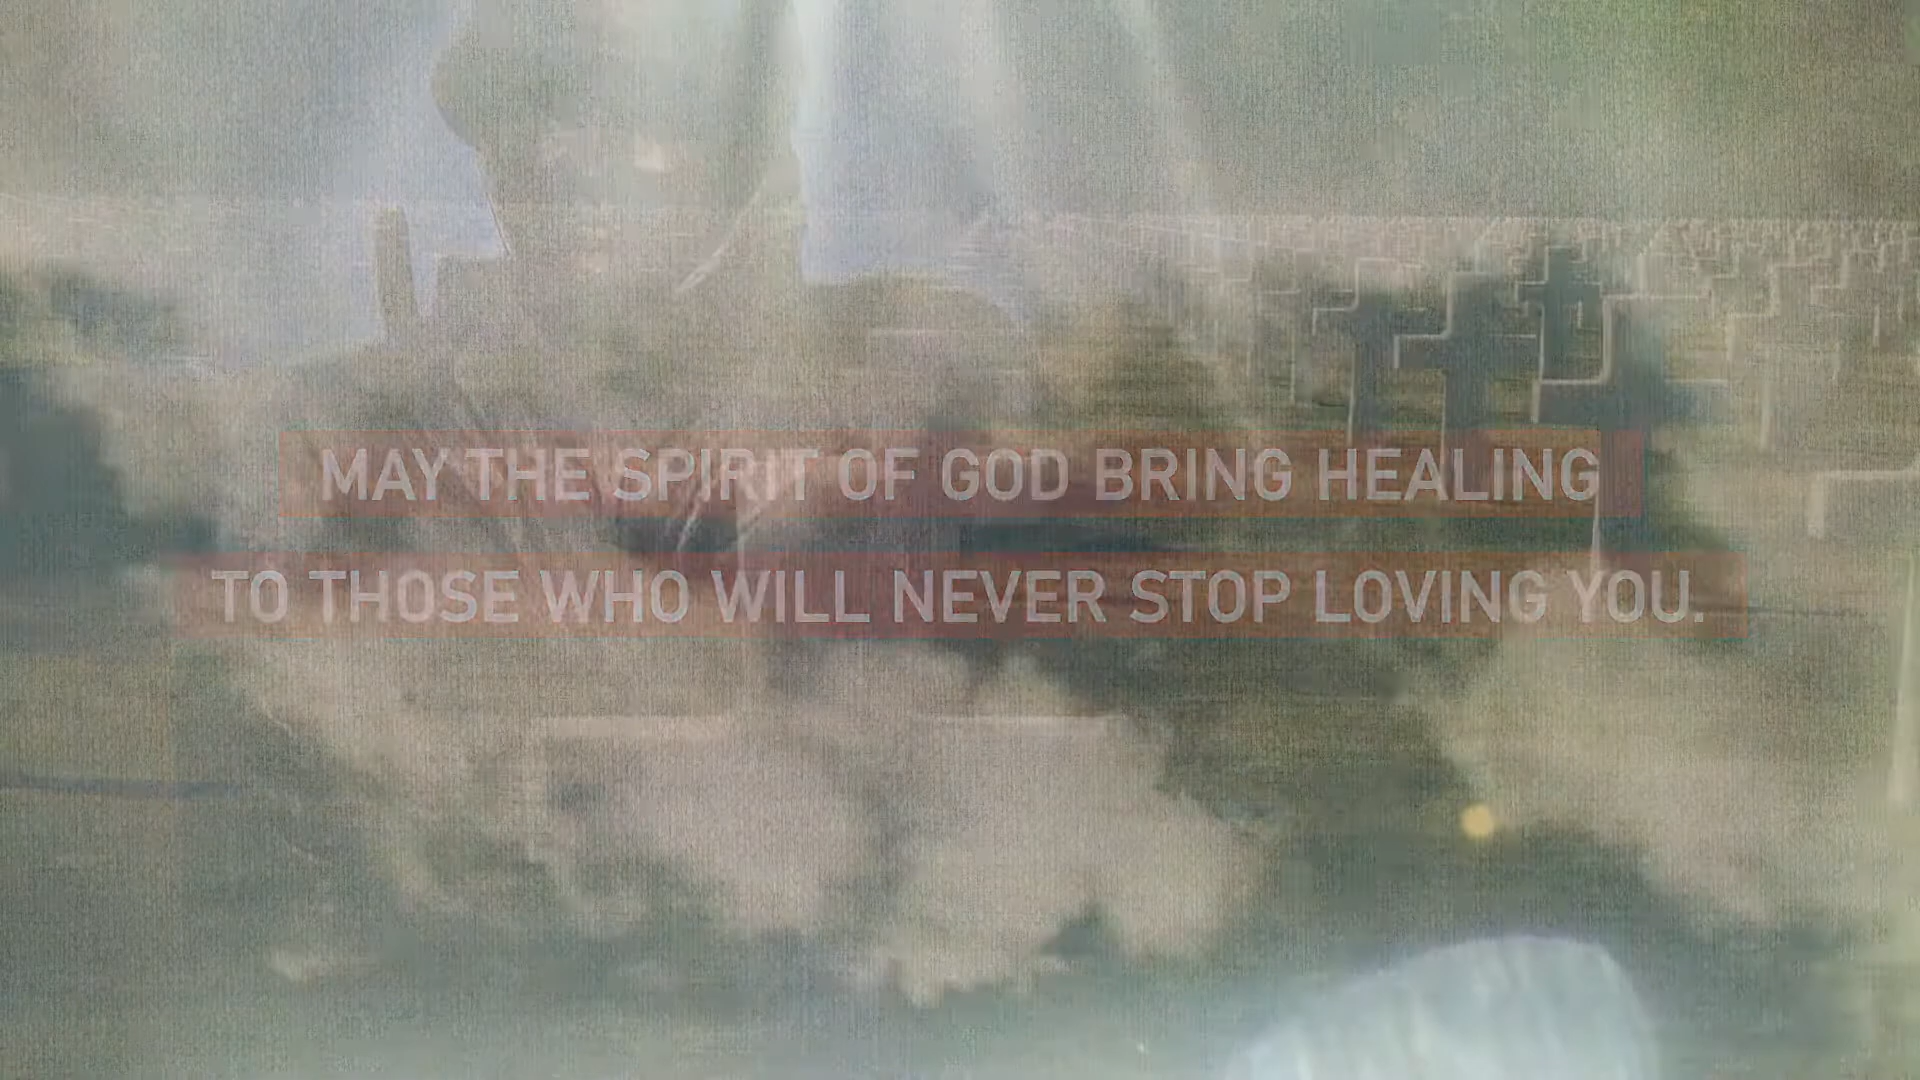 MAY THE SPIRIT OF GOD BRING HEALING
TO THOSE WHO WILL NEVER STOP LOVING YOU.